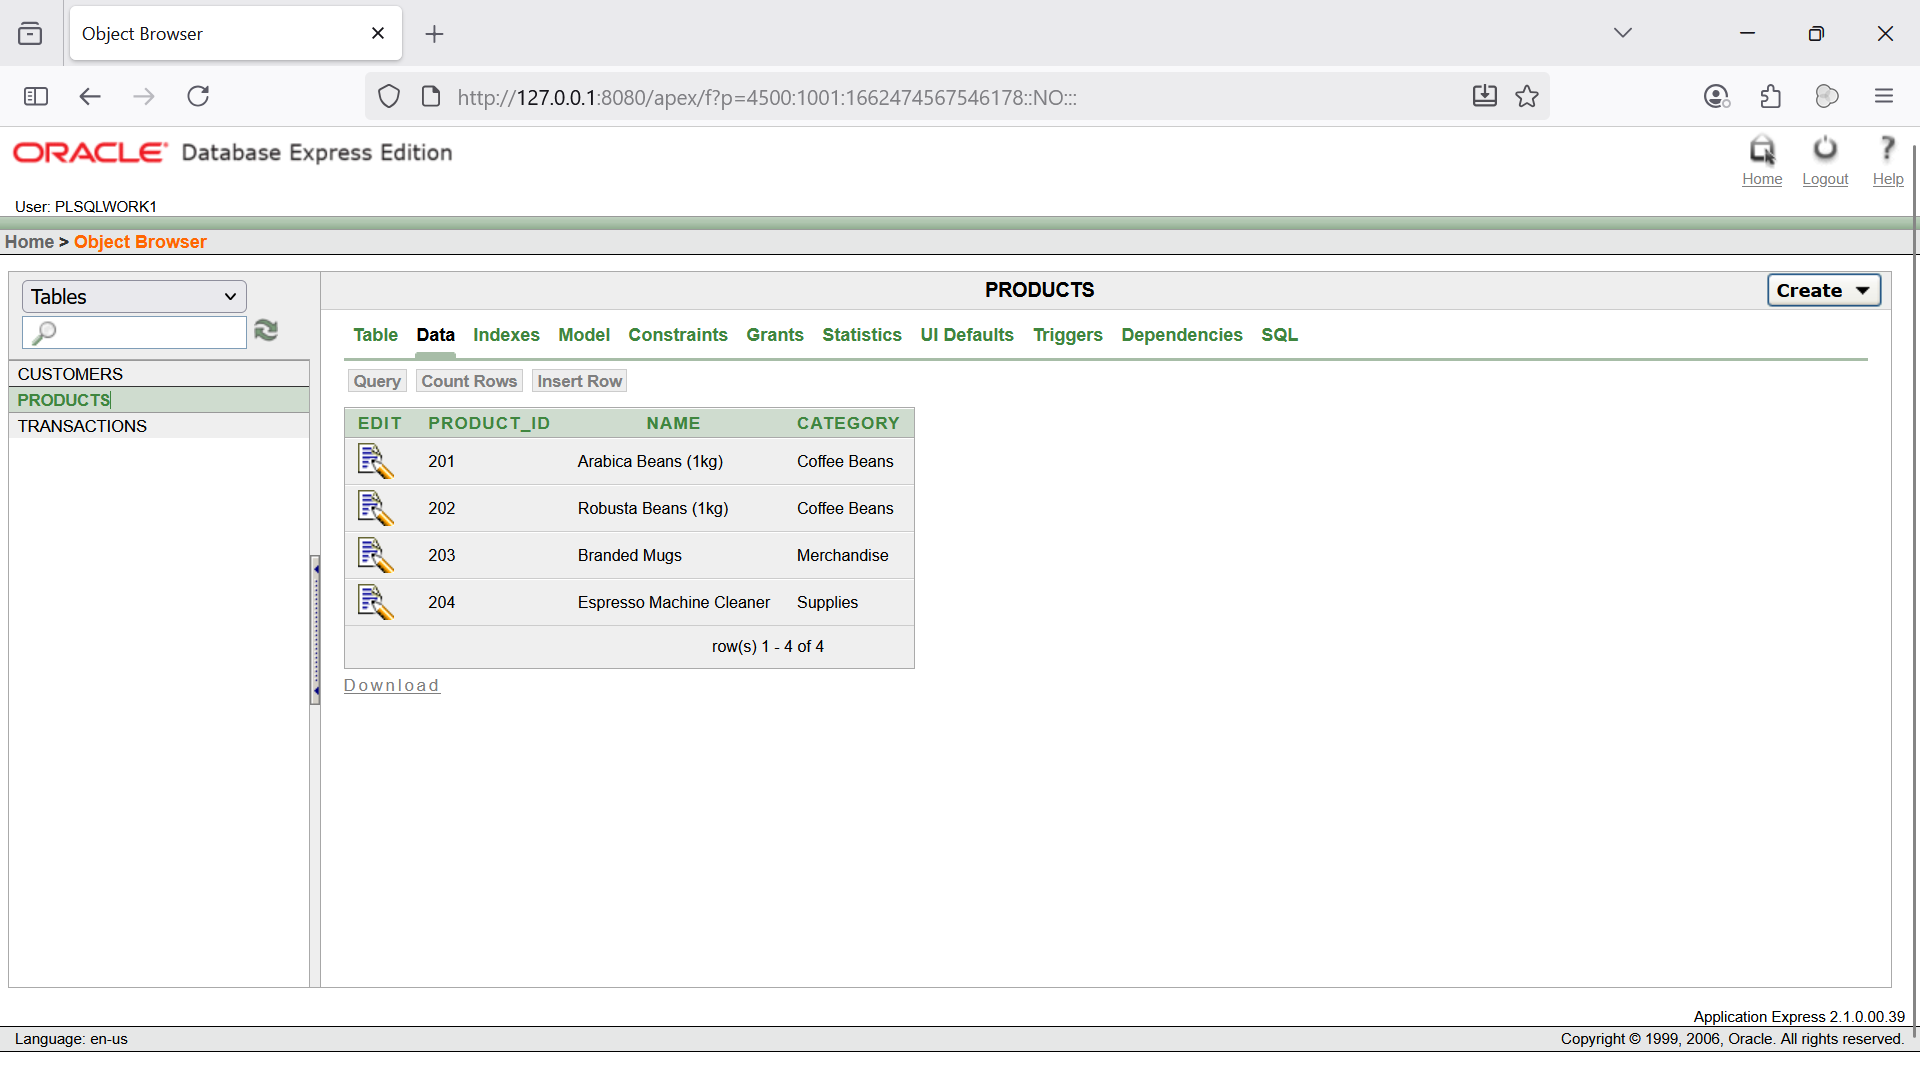 Object Browser
http://127.0.0.1:8080/apex/f?p=4500:1001:1662474567546178::NO:::
ORACLE Database Express Edition
Home Logout Help
User: PLSQLWORK1
Home > Object Browser
Tables
PRODUCTS
Create
Table Data Indexes Model Constraints Grants Statistics UI Defaults Triggers Dependencies SQL
CUSTOMERS
PRODUCTS
TRANSACTIONS
Query Count Rows Insert Row
EDIT PRODUCT_ID NAME CATEGORY
201 Arabica Beans (1kg) Coffee Beans
202 Robusta Beans (1kg) Coffee Beans
203 Branded Mugs Merchandise
204 Espresso Machine Cleaner Supplies
row(s) 1 - 4 of 4
Download
Application Express 2.1.0.00.39
Language: en-us
Copyright © 1999, 2006, Oracle. All rights reserved.